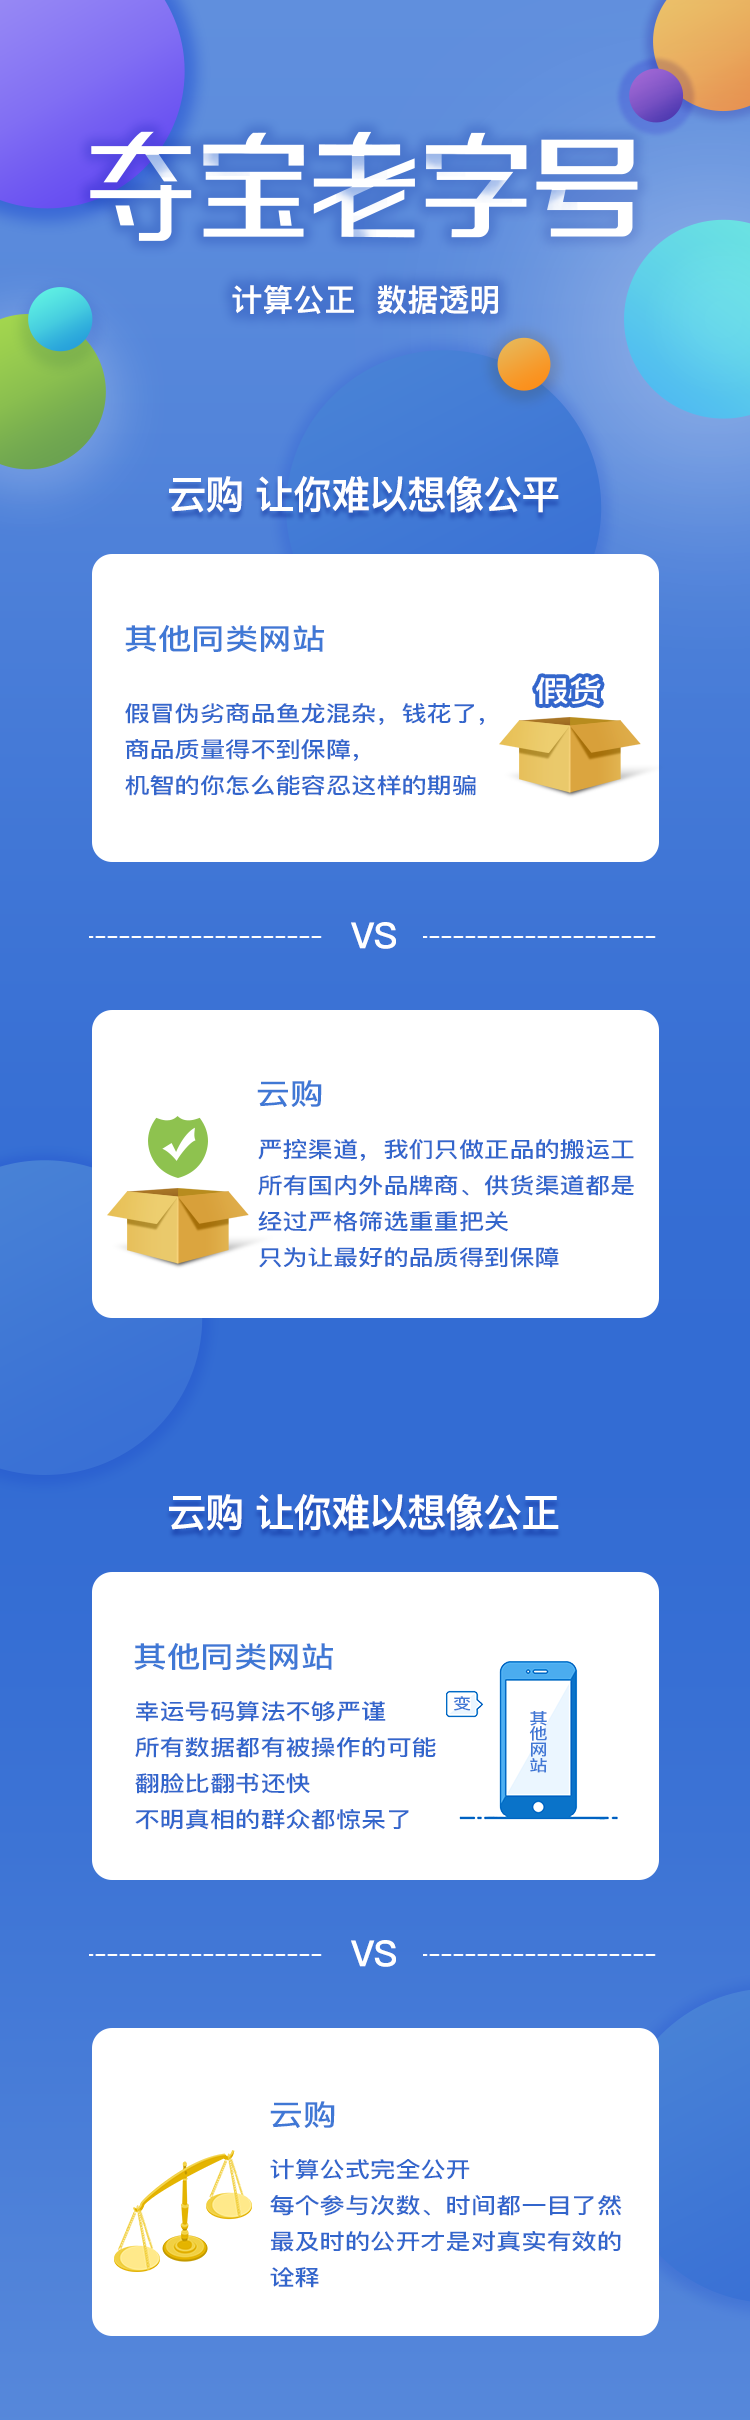 夺宝老字号
计算公正 数据透明
云购 让你难以想像公平
其他同类网站
假冒伪劣商品鱼龙混杂，钱花了，
商品质量得不到保障，
机智的你怎么能容忍这样的期骗
假货
VS
云购
严控渠道，我们只做正品的搬运工
所有国内外品牌商、供货渠道都是
经过严格筛选重重把关
只为让最好的品质得到保障
云购 让你难以想像公正
其他同类网站
幸运号码算法不够严谨
所有数据都有被操作的可能
翻脸比翻书还快
不明真相的群众都惊呆了
变
其他网站
VS
云购
计算公式完全公开
每个参与次数、时间都一目了然
最及时的公开才是对真实有效的
诠释